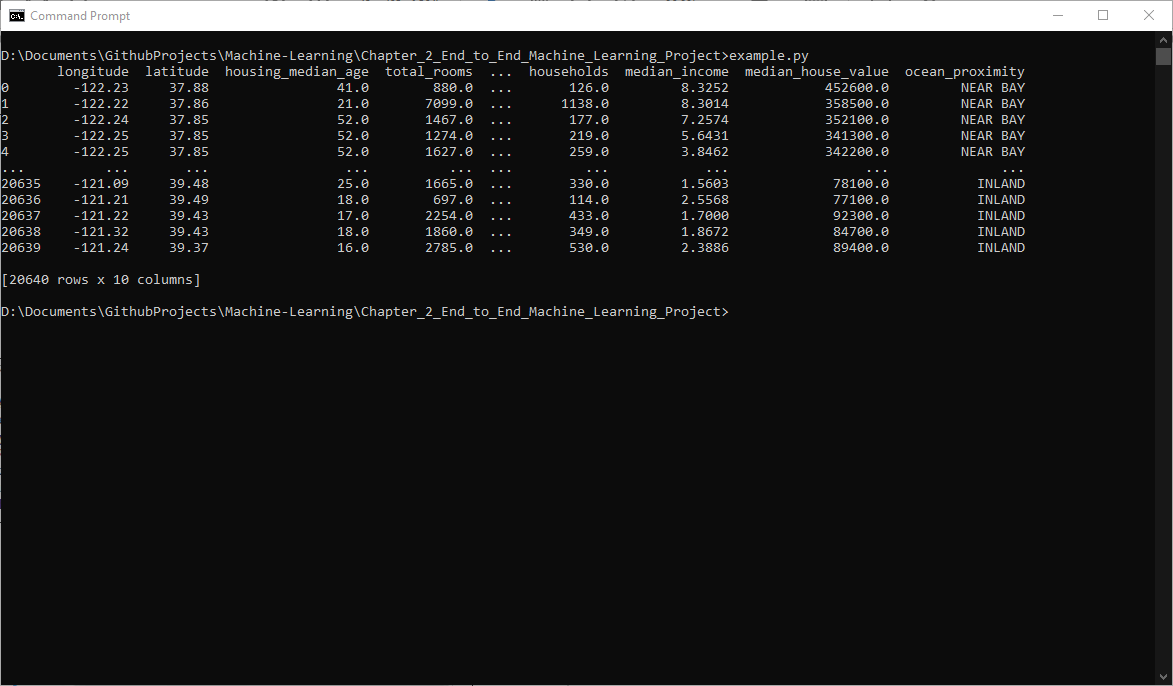 Command Prompt
D:\Documents\GithubProjects\Machine-Learning\Chapter_2_End_to_End_Machine_Learning_Project>example.py
longitude latitude housing_median_age total_rooms ... households median_income median_house_value ocean_proximity
0 -122.23 37.88 41.0 880.0 ... 126.0 8.3252 452600.0 NEAR BAY
1 -122.22 37.86 21.0 7099.0 ... 1138.0 8.3014 358500.0 NEAR BAY
2 -122.24 37.85 52.0 1467.0 ... 177.0 7.2574 352100.0 NEAR BAY
3 -122.25 37.85 52.0 1274.0 ... 219.0 5.6431 341300.0 NEAR BAY
4 -122.25 37.85 52.0 1627.0 ... 259.0 3.8462 342200.0 NEAR BAY
... ... ... ... ... ... ... ... ... ...
20635 -121.09 39.48 25.0 1665.0 ... 330.0 1.5603 78100.0 INLAND
20636 -121.21 39.49 18.0 697.0 ... 114.0 2.5568 77100.0 INLAND
20637 -121.22 39.43 17.0 2254.0 ... 433.0 1.7000 92300.0 INLAND
20638 -121.32 39.43 18.0 1860.0 ... 349.0 1.8672 84700.0 INLAND
20639 -121.24 39.37 16.0 2785.0 ... 530.0 2.3886 89400.0 INLAND
[20640 rows x 10 columns]
D:\Documents\GithubProjects\Machine-Learning\Chapter_2_End_to_End_Machine_Learning_Project>